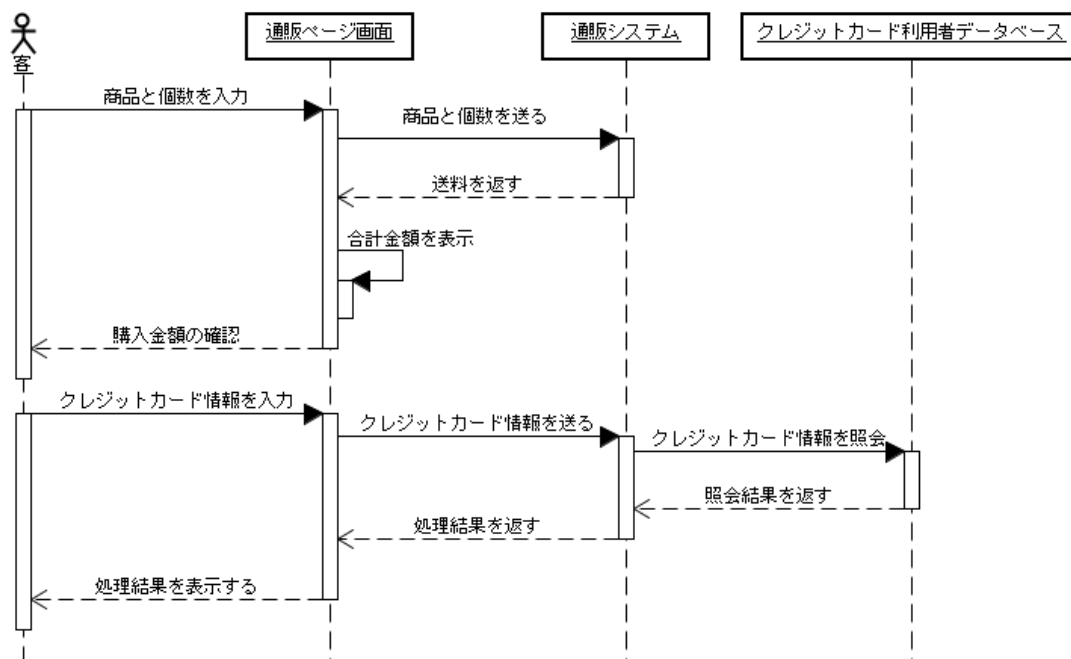 客
通販ページ画面
通販システム
クレジットカード利用者データベース
商品と個数を入力
商品と個数を送る
送料を返す
合計金額を表示
購入金額の確認
クレジットカード情報を入力
クレジットカード情報を送る
クレジットカード情報を照会
照会結果を返す
処理結果を返す
処理結果を表示する